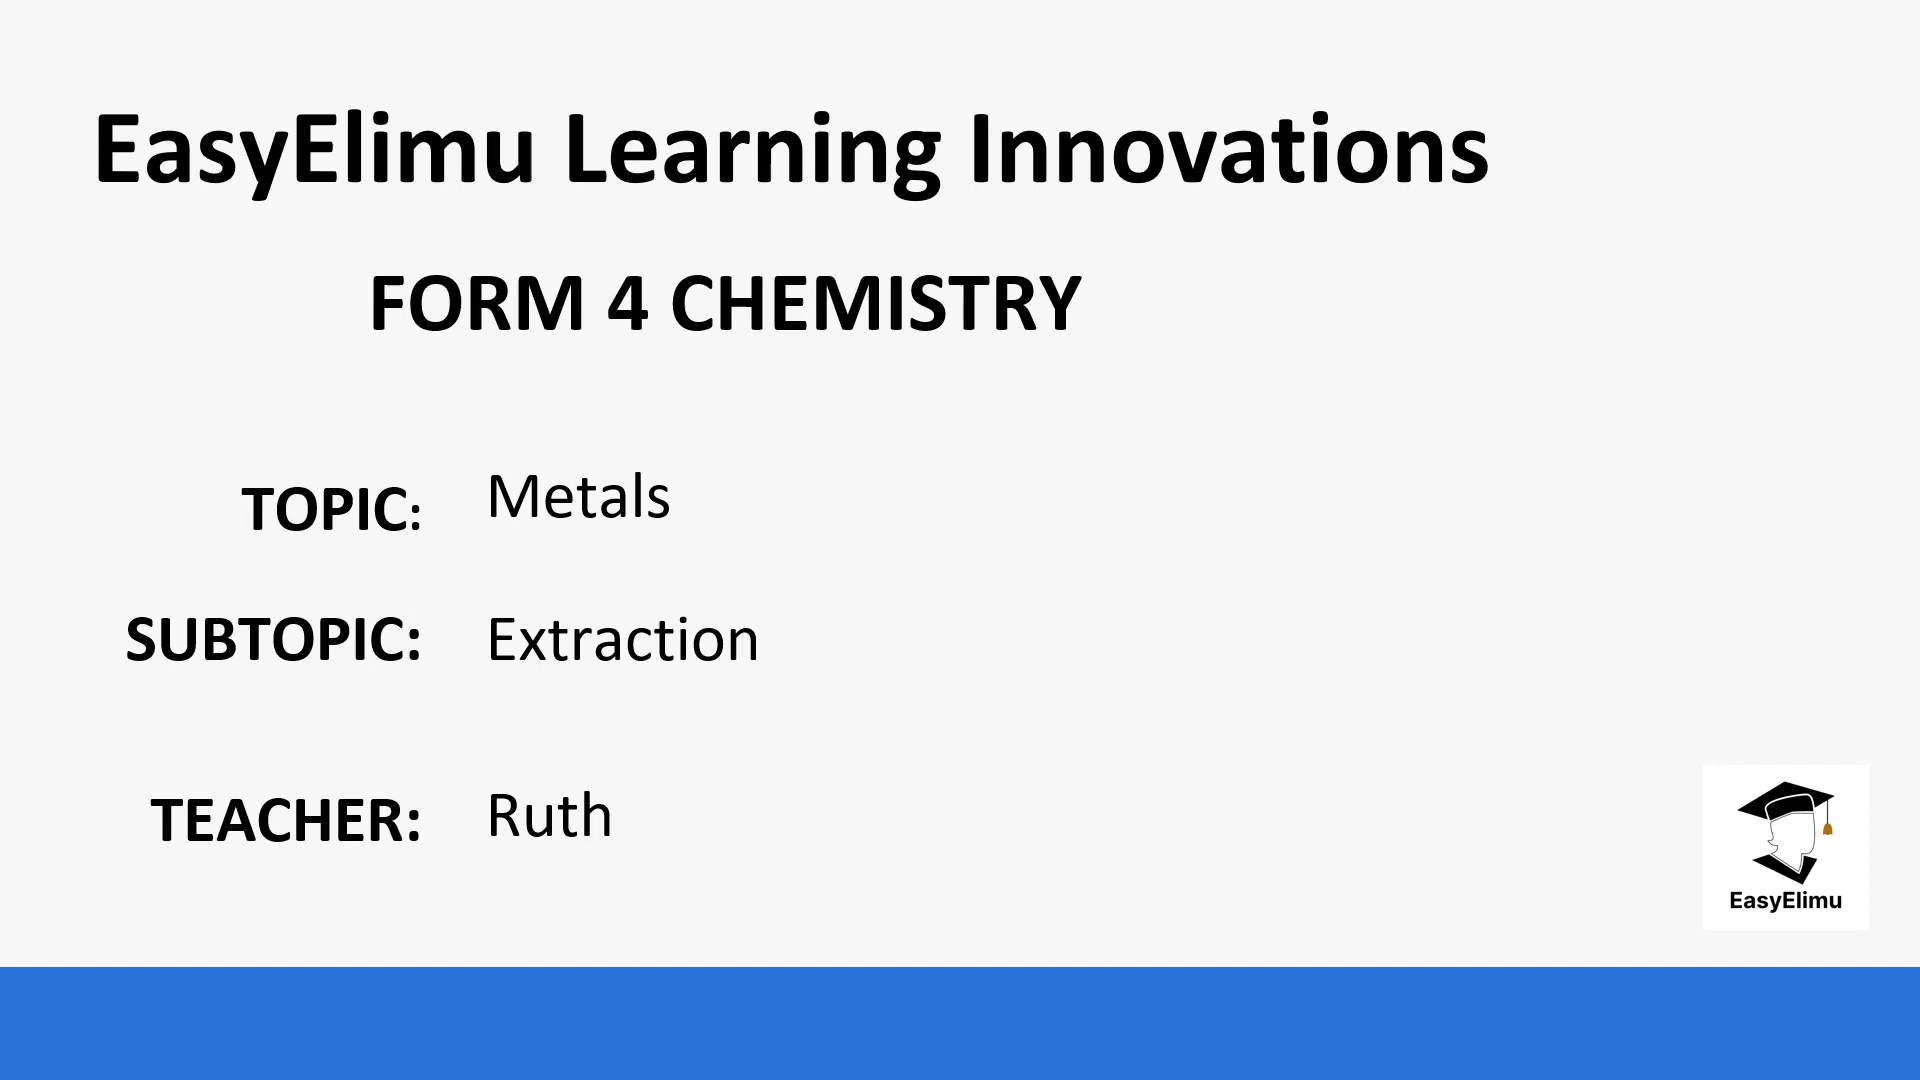 EasyElimu Learning Innovations
FORM 4 CHEMISTRY
TOPIC: Metals
SUBTOPIC: Extraction
TEACHER: Ruth
EasyElimu